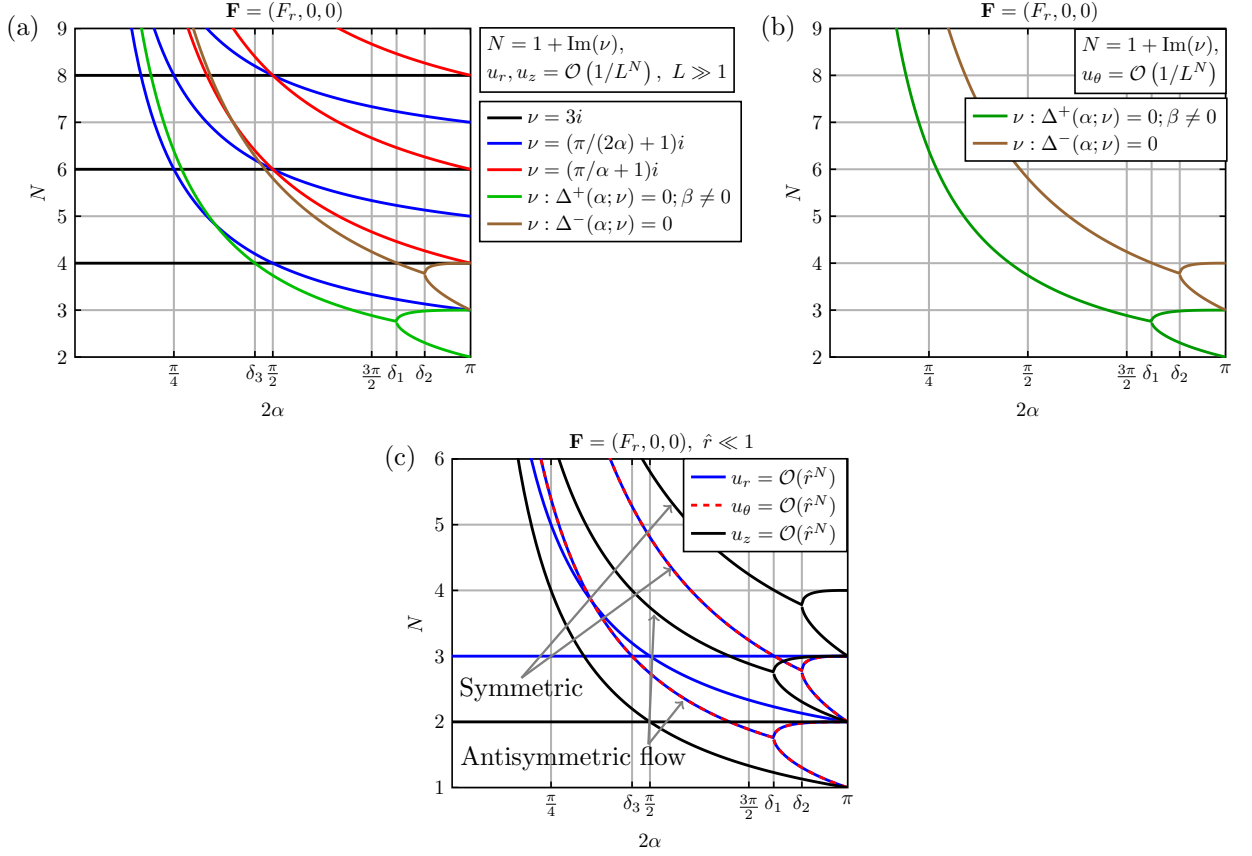 (a)
F = (F_r, 0, 0)
9
8
7
6
5
4
3
2
N
π/4
δ_3
π/2
3π/2
δ_1
δ_2
π
2α
N = 1 + Im(ν),
u_r, u_z = O(1/L^N), L ≫ 1
ν = 3i
ν = (π/(2α) + 1)i
ν = (π/α + 1)i
ν : Δ^+(α; ν) = 0; β ≠ 0
ν : Δ^−(α; ν) = 0
(b)
F = (F_r, 0, 0)
9
8
7
6
5
4
3
2
N
π/4
π/2
3π/2
δ_1
δ_2
π
2α
N = 1 + Im(ν),
u_θ = O(1/L^N)
ν : Δ^+(α; ν) = 0; β ≠ 0
ν : Δ^−(α; ν) = 0
(c)
F = (F_r, 0, 0), r̂ ≪ 1
6
5
4
3
2
1
N
u_r = O(r̂^N)
u_θ = O(r̂^N)
u_z = O(r̂^N)
Symmetric
Antisymmetric flow
π/4
δ_3
π/2
3π/2
δ_1
δ_2
π
2α